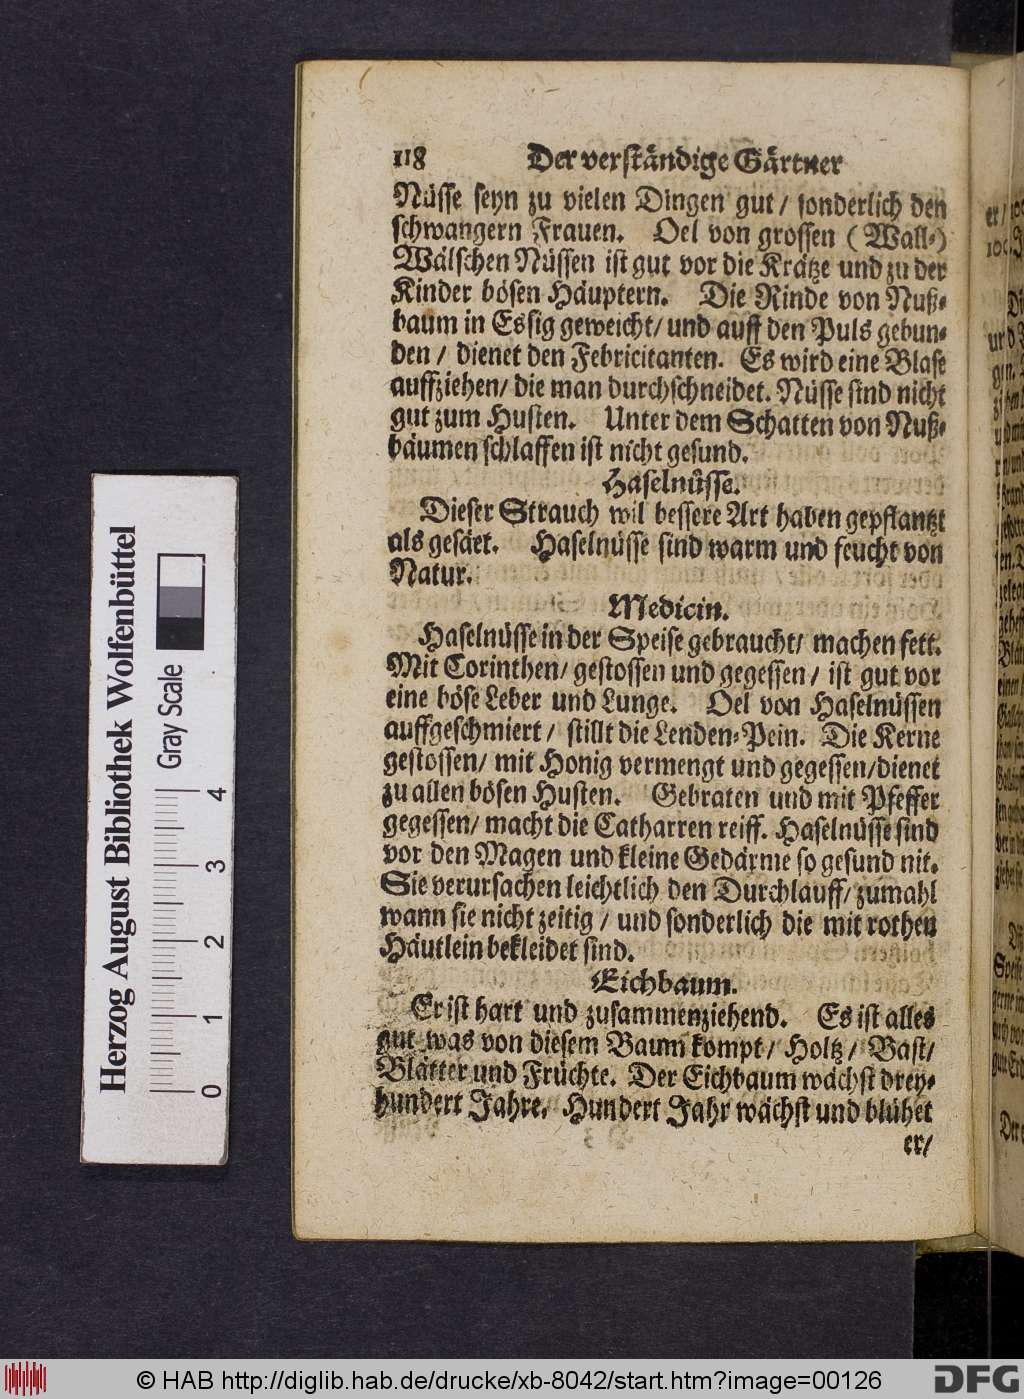 118 Der verständige Gärtner
Nüsse seyn zu vielen Dingen gut / sonderlich den
schwangern Frauen. Oel von grossen (Wall-)
Wälschen Nüssen ist gut vor die Krätze und zu der
Kinder bösen Häuptern. Die Rinde von Nuß-
baum in Essig geweicht / und auff den Puls gebun-
den / dienet den Febricitanten. Es wird eine Blase
auffziehen / die man durchschneidet. Nüsse sind nicht
gut zum Husten. Unter dem Schatten von Nuß-
bäumen schlaffen ist nicht gesund.
Haselnüsse.
Dieser Strauch wil bessere Art haben gepflantzt
als gesäet. Haselnüsse sind warm und feucht von
Natur.
Medicin.
Haselnüsse in der Speise gebraucht / machen fett.
Mit Corinthen / gestossen und gegessen / ist gut vor
eine böse Leber und Lunge. Oel von Haselnüssen
auffgeschmiert / stillt die Lenden-Pein. Die Kerne
gestossen / mit Honig vermengt und gegessen / dienet
zu allen bösen Husten. Gebraten und mit Pfeffer
gegessen / macht die Catharren reiff. Haselnüsse sind
vor den Magen und kleine Gedärme so gesund nit.
Sie verursachen leichtlich den Durchlauff / zumahl
wann sie nicht zeitig / und sonderlich die mit rothen
Häutlein bekleidet sind.
Eichbaum.
Er ist hart und zusammenziehend. Es ist alles
gut was von diesem Baum kompt / Holtz / Bast /
Blätter und Früchte. Der Eichbaum wächst drey-
hundert Jahre. Hundert Jahr wächst und blühet
er /
Herzog August Bibliothek Wolfenbüttel
Gray Scale
0 1 2 3 4
© HAB http://diglib.hab.de/drucke/xb-8042/start.htm?image=00126
DFG